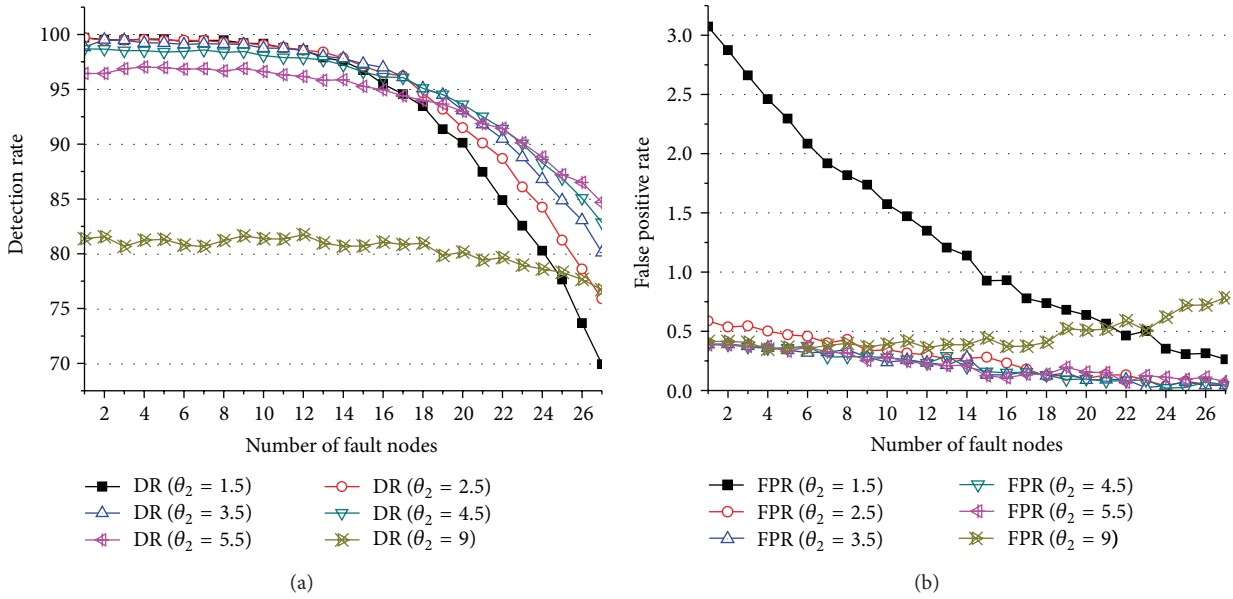 100
95
90
85
80
75
70
Detection rate
2 4 6 8 10 12 14 16 18 20 22 24 26
Number of fault nodes
DR (θ₂ = 1.5) DR (θ₂ = 2.5)
DR (θ₂ = 3.5) DR (θ₂ = 4.5)
DR (θ₂ = 5.5) DR (θ₂ = 9)
(a)
3.0
2.5
2.0
1.5
1.0
0.5
0.0
False positive rate
2 4 6 8 10 12 14 16 18 20 22 24 26
Number of fault nodes
FPR (θ₂ = 1.5) FPR (θ₂ = 4.5)
FPR (θ₂ = 2.5) FPR (θ₂ = 5.5)
FPR (θ₂ = 3.5) FPR (θ₂ = 9)
(b)